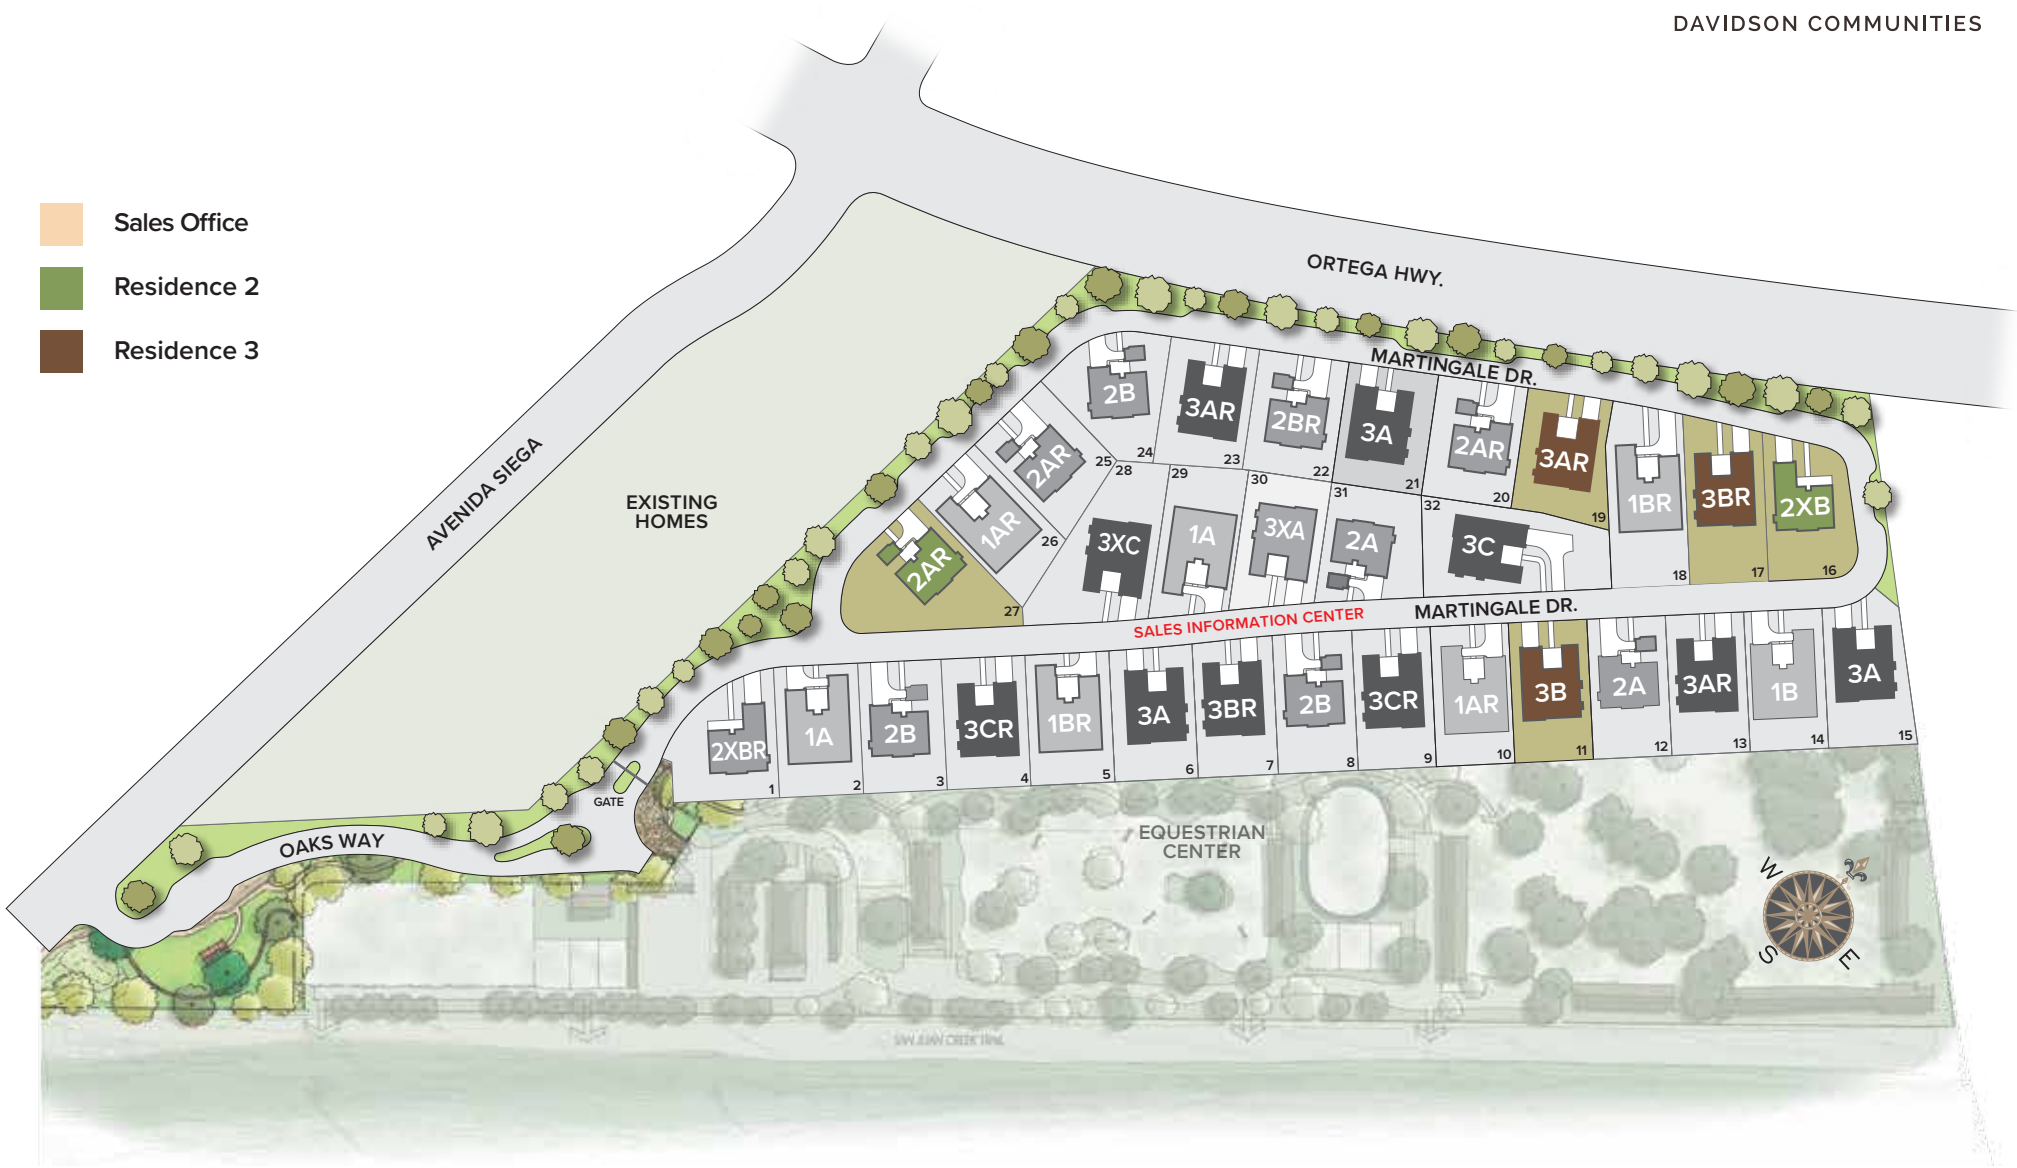 DAVIDSON COMMUNITIES
Sales Office
Residence 2
Residence 3
ORTEGA HWY.
AVENIDA SIEGA
EXISTING
HOMES
MARTINGALE DR.
2B
24
3AR
23
2BR
22
3A
21
2AR
20
3AR
19
1BR
18
3BR
17
2XB
16
2AR
25
1AR
26
2AR
27
28
3XC
29
1A
30
3XA
31
2A
32
3C
SALES INFORMATION CENTER
MARTINGALE DR.
2XBR
1
1A
2
2B
3
3CR
4
1BR
5
3A
6
3BR
7
2B
8
3CR
9
1AR
10
3B
11
2A
12
3AR
13
1B
14
3A
15
GATE
OAKS WAY
EQUESTRIAN
CENTER
W
S
E
SAN JUAN CREEK TRAIL